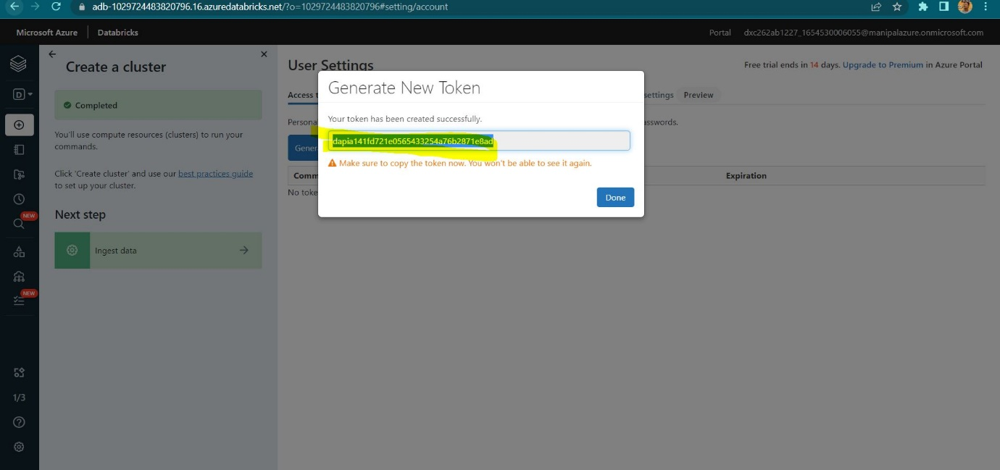 adb-1029724483820796.16.azuredatabricks.net/?o=1029724483820796#setting/account
Microsoft Azure | Databricks
Portal dxc262ab1227_1654530006055@manipalazure.onmicrosoft.com
Create a cluster
User Settings
Free trial ends in 14 days. Upgrade to Premium in Azure Portal
D
Generate New Token
Access t
settings
Preview
Completed
Your token has been created successfully.
Persona
asswords.
You'll use compute resources (clusters) to run your
commands.
dapia141fd721e0565433254a76b2871e8ad
Gener
Make sure to copy the token now. You won't be able to see it again.
Click 'Create cluster' and use our best practices guide
to set up your cluster.
Comm
Expiration
No toke
Done
Next step
NEW
Ingest data
NEW
1/3